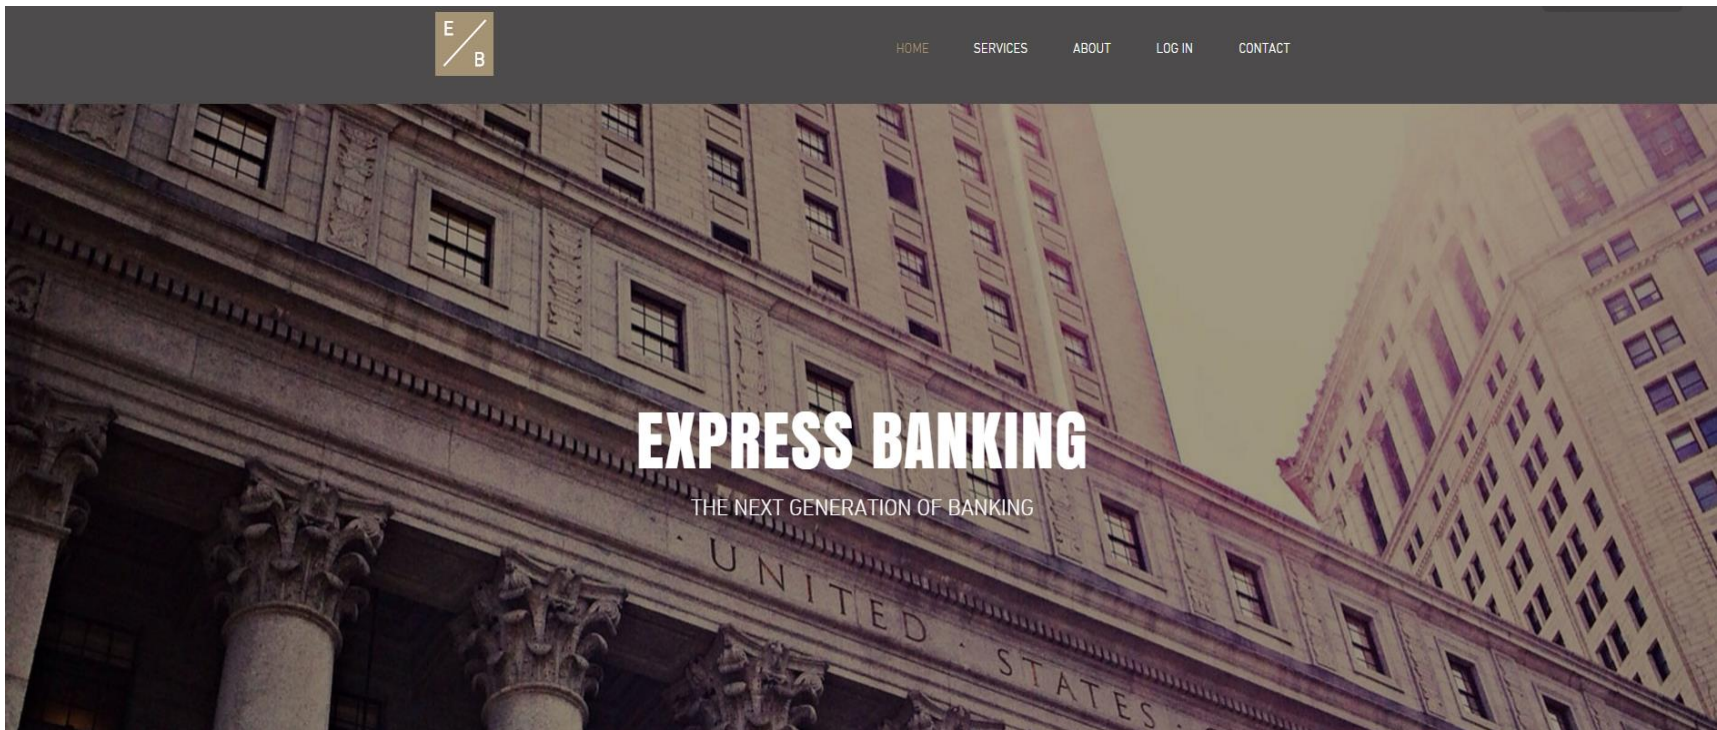 E
B
HOME SERVICES ABOUT LOG IN CONTACT
EXPRESS BANKING
THE NEXT GENERATION OF BANKING
· UNITED · STATES ·